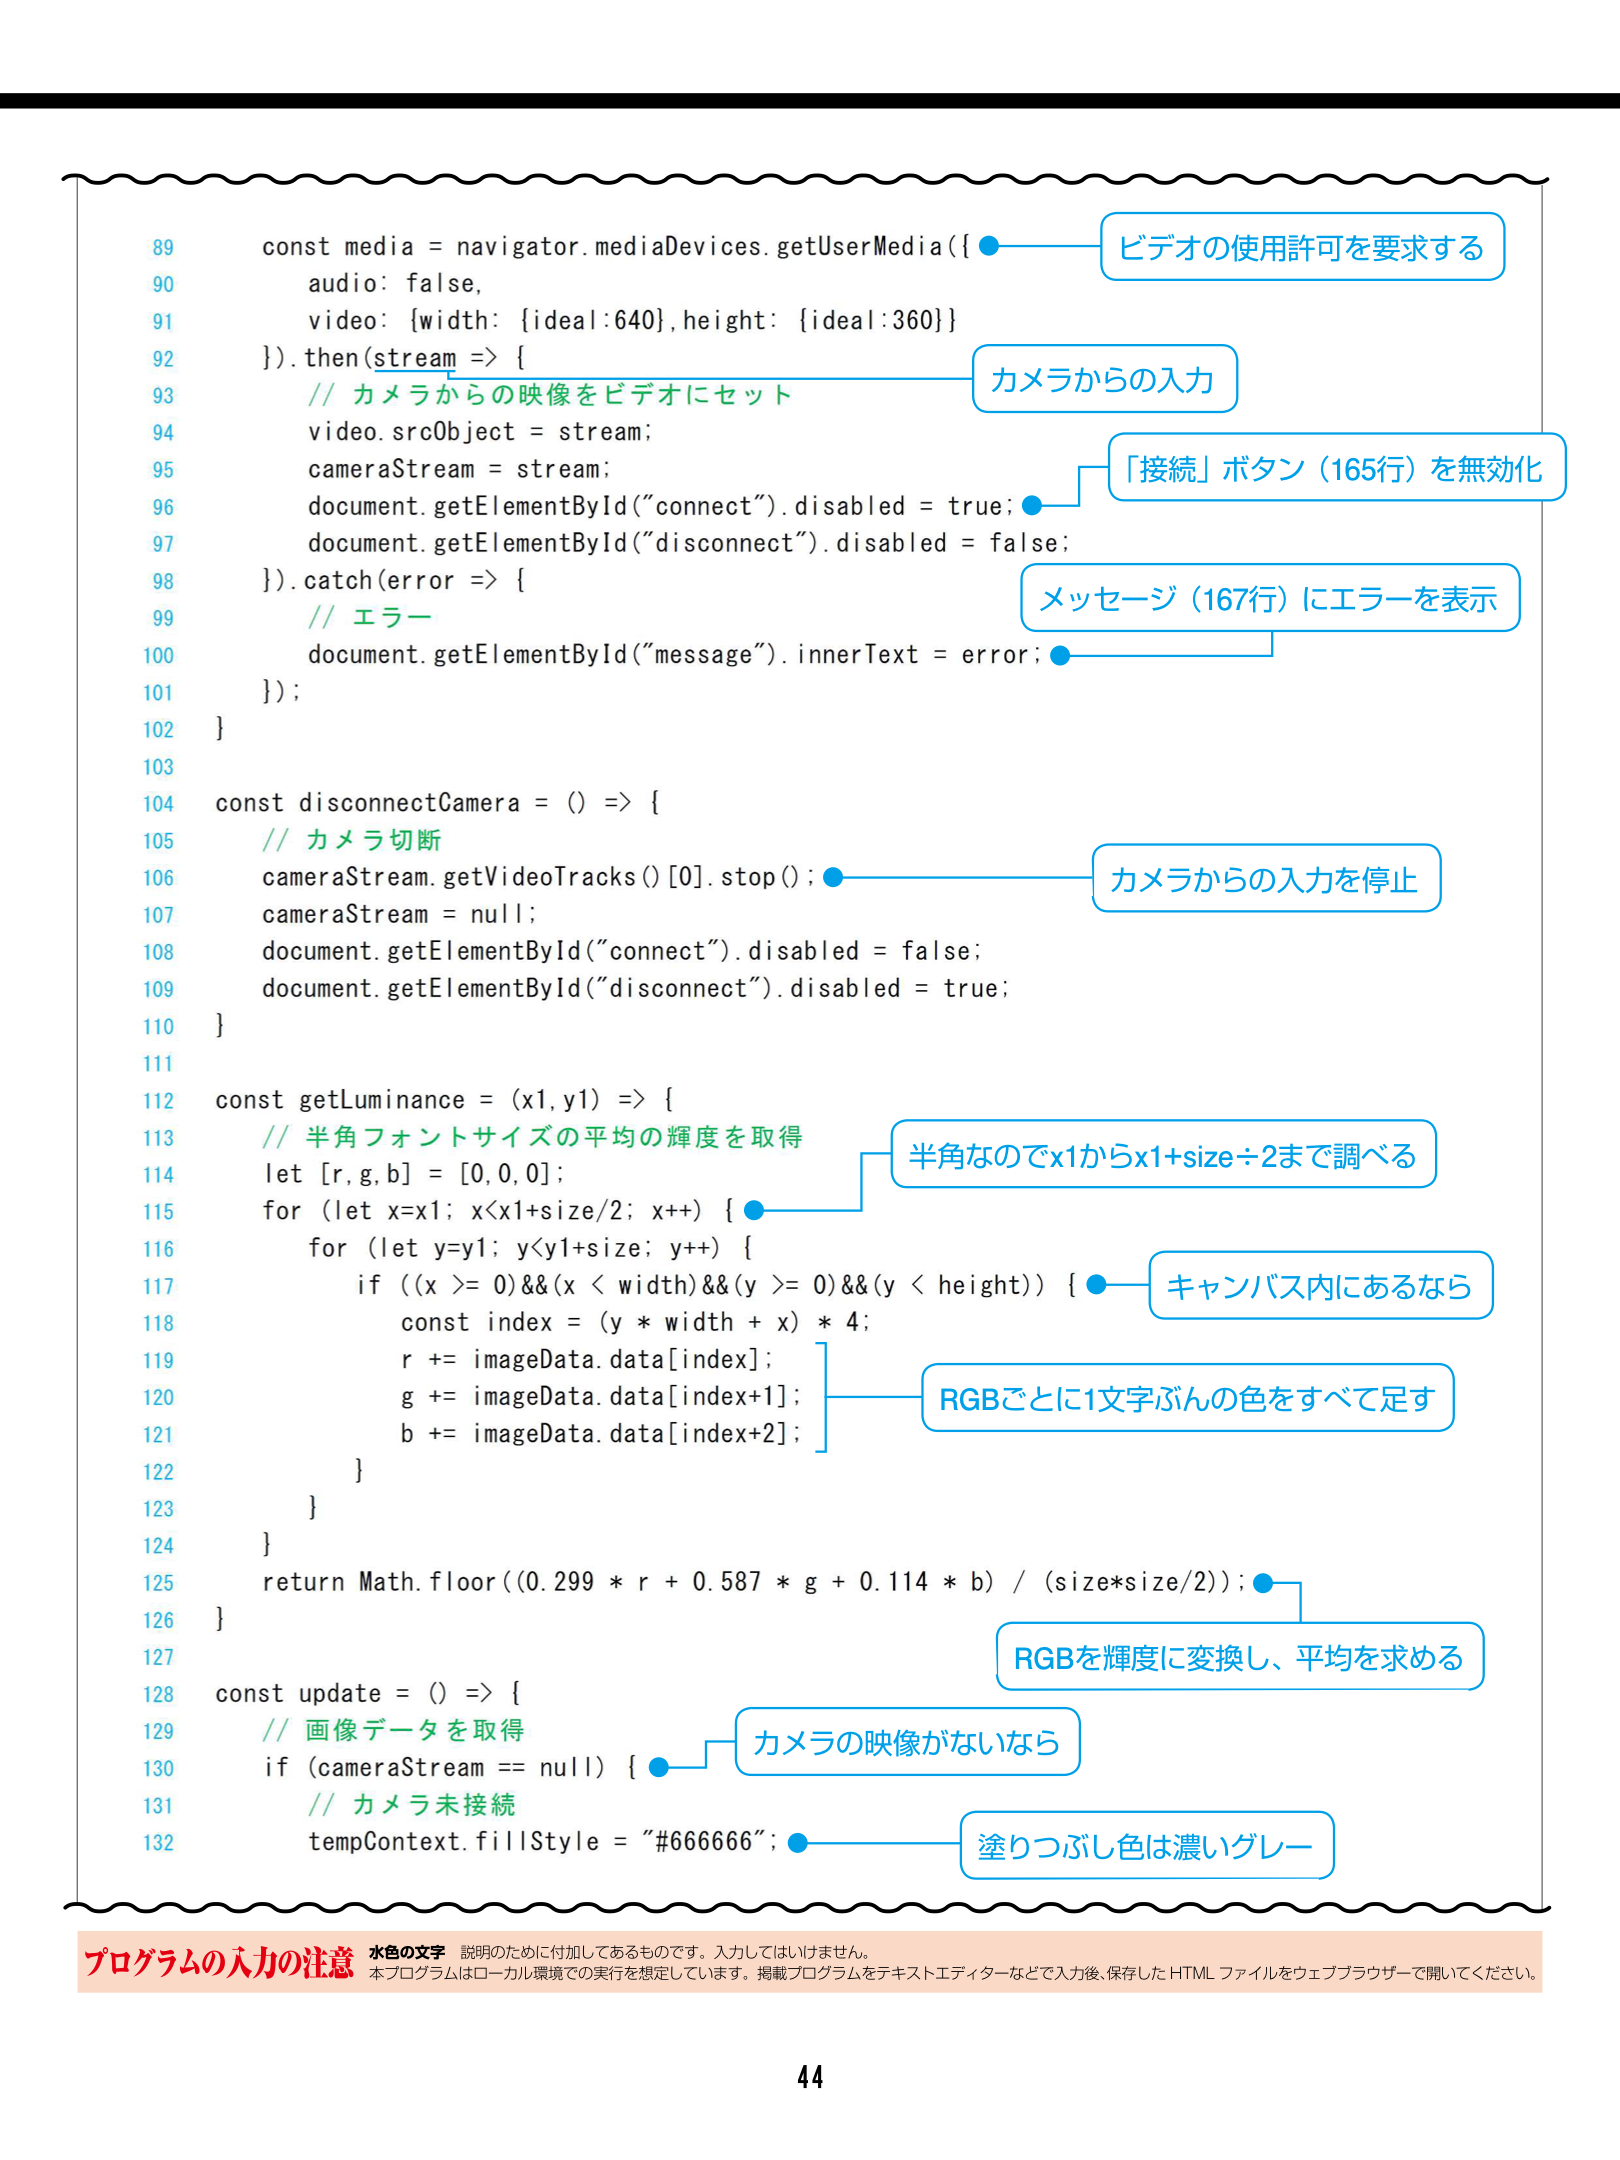 89 const media = navigator.mediaDevices.getUserMedia({ ビデオの使用許可を要求する
90 audio: false,
91 video: {width: {ideal:640},height: {ideal:360}}
92 }).then(stream => {
カメラからの入力
93 // カメラからの映像をビデオにセット
94 video.srcObject = stream;
95 cameraStream = stream;
「接続」ボタン（165行）を無効化
96 document.getElementById("connect").disabled = true;
97 document.getElementById("disconnect").disabled = false;
98 }).catch(error => {
メッセージ（167行）にエラーを表示
99 // エラー
100 document.getElementById("message").innerText = error;
101 });
102 }
103
104 const disconnectCamera = () => {
105 // カメラ切断
106 cameraStream.getVideoTracks()[0].stop(); カメラからの入力を停止
107 cameraStream = null;
108 document.getElementById("connect").disabled = false;
109 document.getElementById("disconnect").disabled = true;
110 }
111
112 const getLuminance = (x1,y1) => {
113 // 半角フォントサイズの平均の輝度を取得
半角なのでx1からx1+size÷2まで調べる
114 let [r,g,b] = [0,0,0];
115 for (let x=x1; x<x1+size/2; x++) {
116 for (let y=y1; y<y1+size; y++) {
117 if ((x >= 0)&&(x < width)&&(y >= 0)&&(y < height)) { キャンバス内にあるなら
118 const index = (y * width + x) * 4;
119 r += imageData.data[index];
120 g += imageData.data[index+1]; RGBごとに1文字ぶんの色をすべて足す
121 b += imageData.data[index+2];
122 }
123 }
124 }
125 return Math.floor((0.299 * r + 0.587 * g + 0.114 * b) / (size*size/2));
126 }
RGBを輝度に変換し、平均を求める
127
128 const update = () => {
129 // 画像データを取得
カメラの映像がないなら
130 if (cameraStream == null) {
131 // カメラ未接続
132 tempContext.fillStyle = "#666666"; 塗りつぶし色は濃いグレー
プログラムの入力の注意
水色の文字 説明のために付加してあるものです。入力してはいけません。
本プログラムはローカル環境での実行を想定しています。掲載プログラムをテキストエディターなどで入力後、保存した HTML ファイルをウェブブラウザーで開いてください。
44